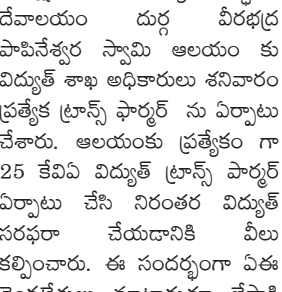 దేవాలయం దుర్గ వీరభద్ర
పాపినేశ్వర స్వామి ఆలయం కు
విద్యుత్ శాఖ అధికారులు శనివారం
ప్రత్యేక ట్రాన్స్ ఫార్మర్ ను ఏర్పాటు
చేశారు. ఆలయంకు ప్రత్యేకం గా
25 కేవిఏ విద్యుత్ ట్రాన్స్ పార్మర్
ఏర్పాటు చేసి నిరంతర విద్యుత్
సరఫరా చేయడానికి వీలు
కల్పించారు. ఈ సందర్భంగా ఏఈ